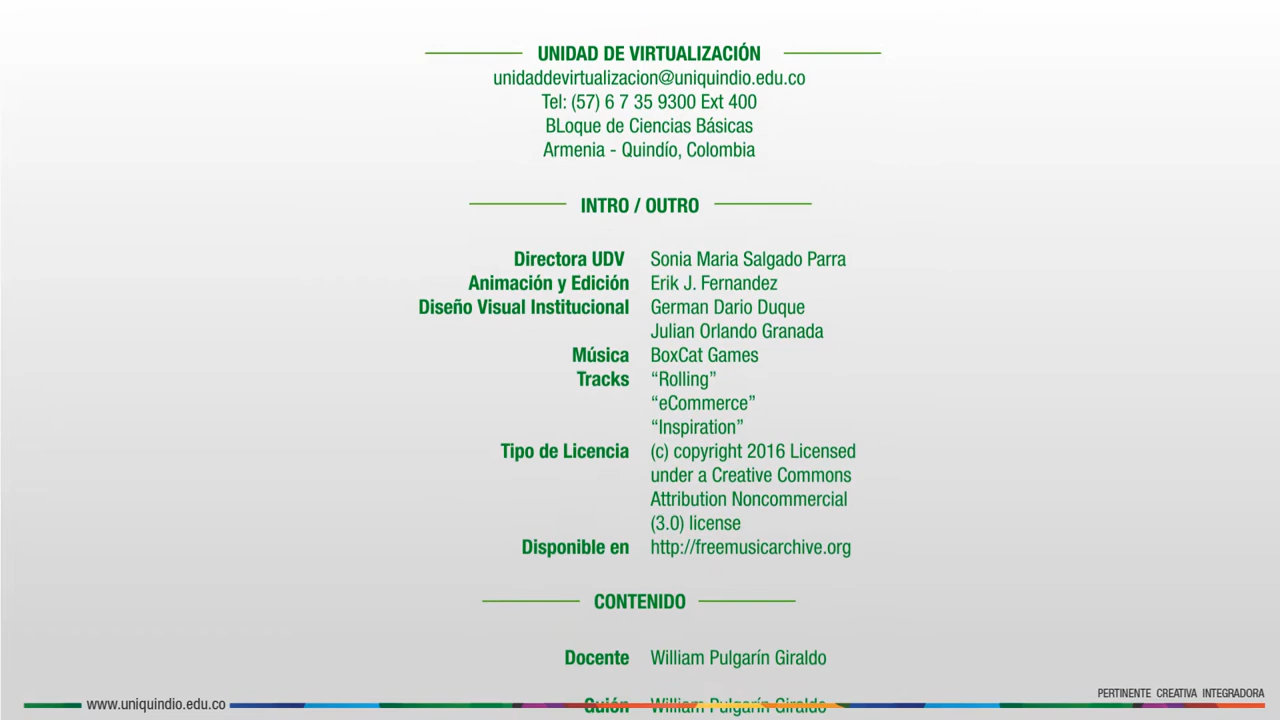 UNIDAD DE VIRTUALIZACIÓN
unidaddevirtualizacion@uniquindio.edu.co
Tel: (57) 6 7 35 9300 Ext 400
BLoque de Ciencias Básicas
Armenia - Quindío, Colombia
INTRO / OUTRO
Directora UDV Sonia Maria Salgado Parra
Animación y Edición Erik J. Fernandez
Diseño Visual Institucional German Dario Duque
Julian Orlando Granada
Música BoxCat Games
Tracks “Rolling”
“eCommerce”
“Inspiration”
Tipo de Licencia (c) copyright 2016 Licensed
under a Creative Commons
Attribution Noncommercial
(3.0) license
Disponible en http://freemusicarchive.org
CONTENIDO
Docente William Pulgarín Giraldo
Guión William Pulgarín Giraldo
www.uniquindio.edu.co
PERTINENTE CREATIVA INTEGRADORA